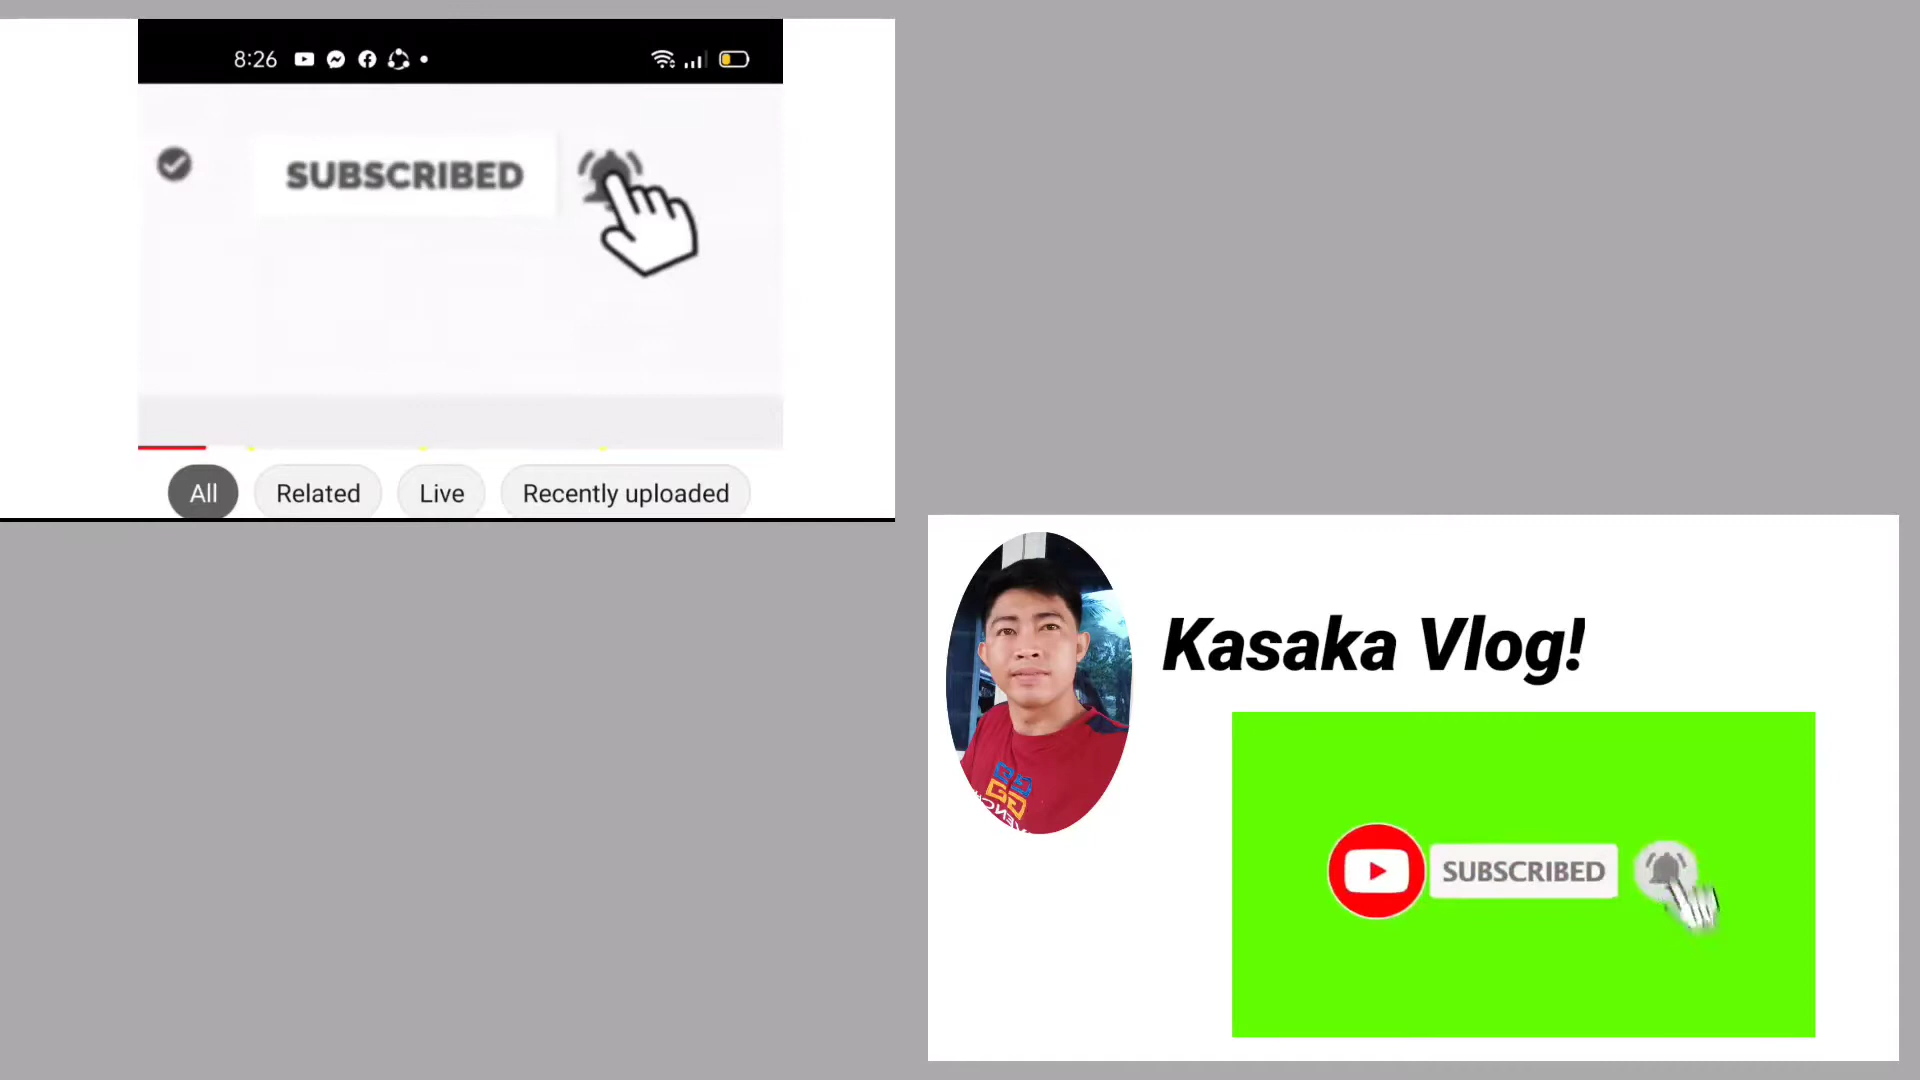 8:26
SUBSCRIBED
All Related Live Recently uploaded
Kasaka Vlog!
SUBSCRIBED